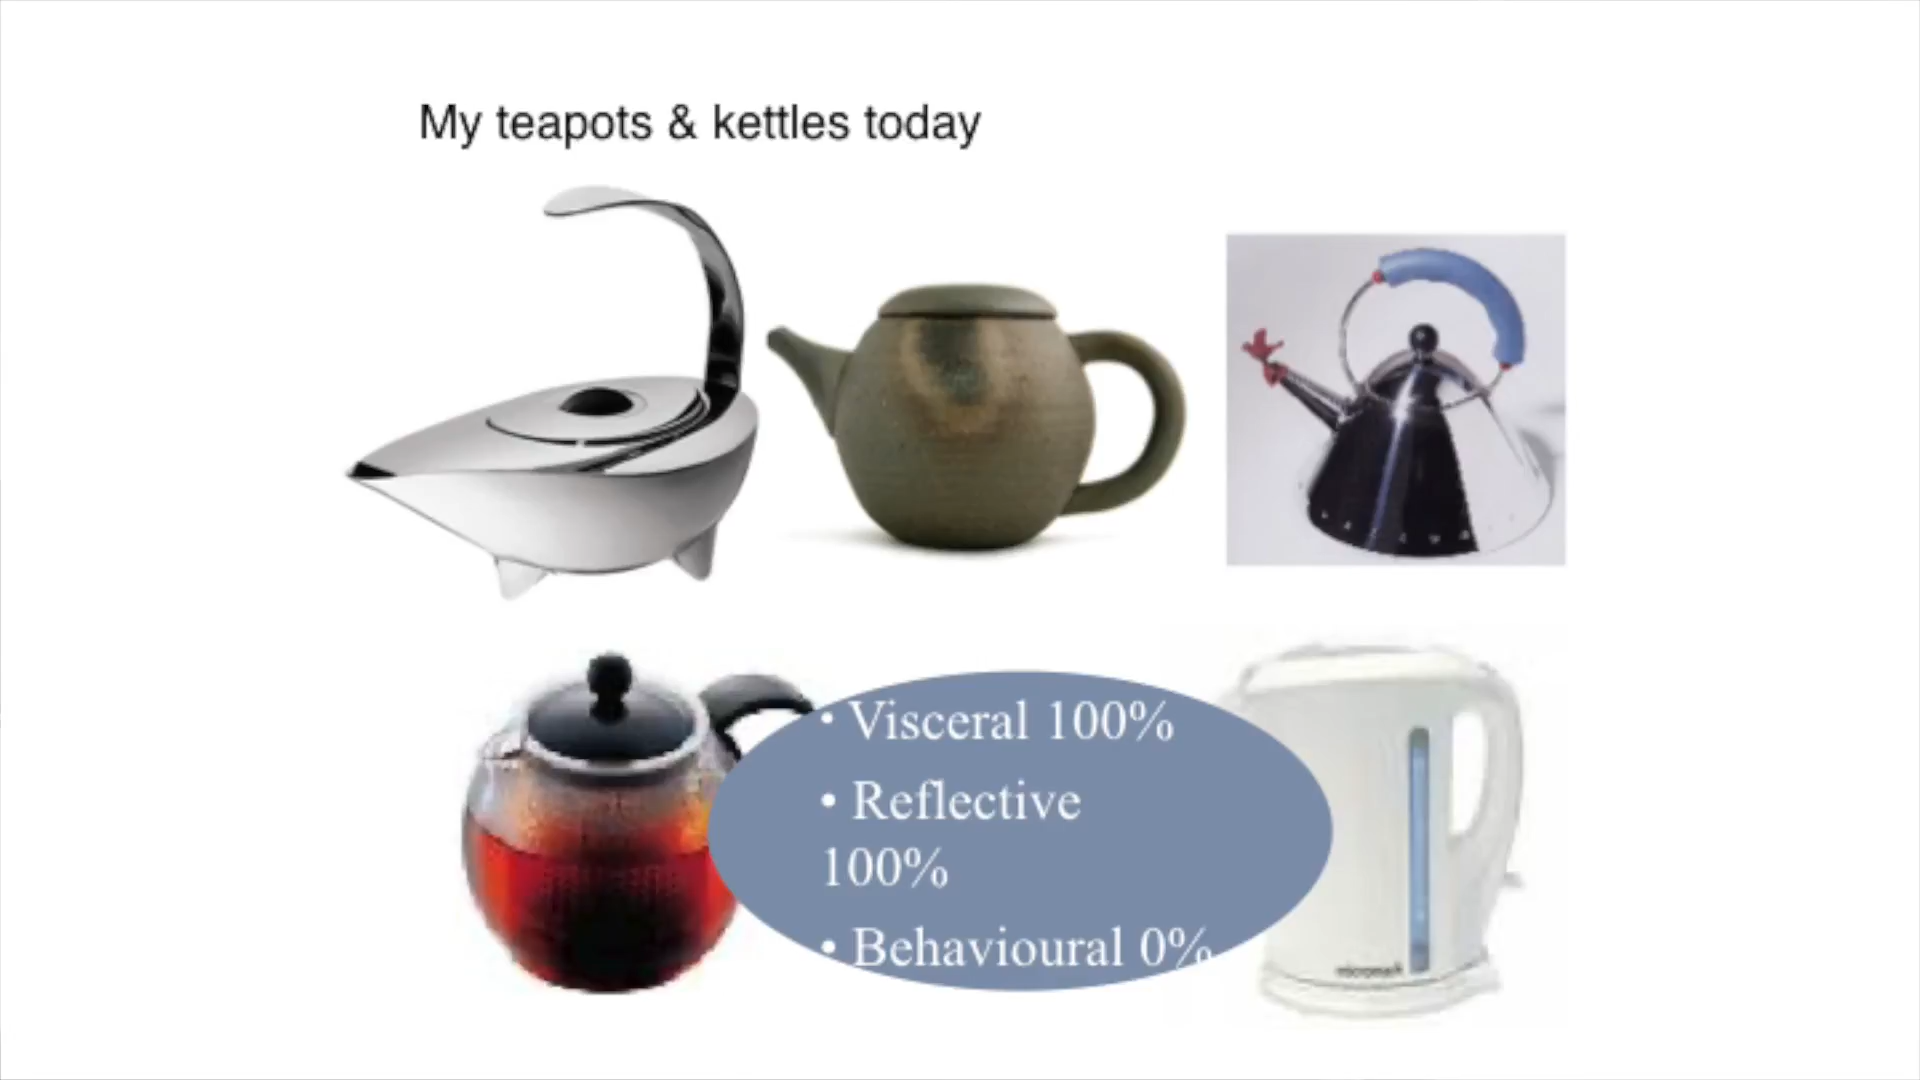 My teapots & kettles today
• Visceral 100%
• Reflective
100%
• Behavioural 0%